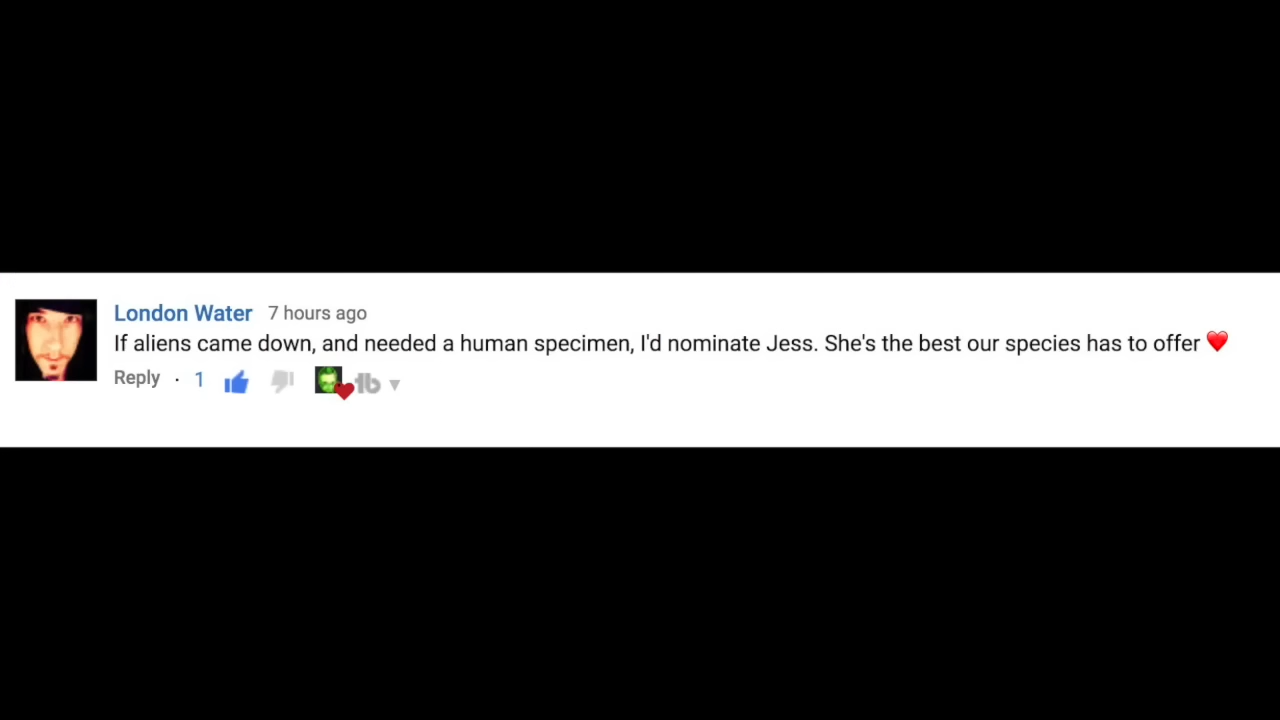 London Water 7 hours ago
If aliens came down, and needed a human specimen, I'd nominate Jess. She's the best our species has to offer ❤️
Reply · 1 tb ▼